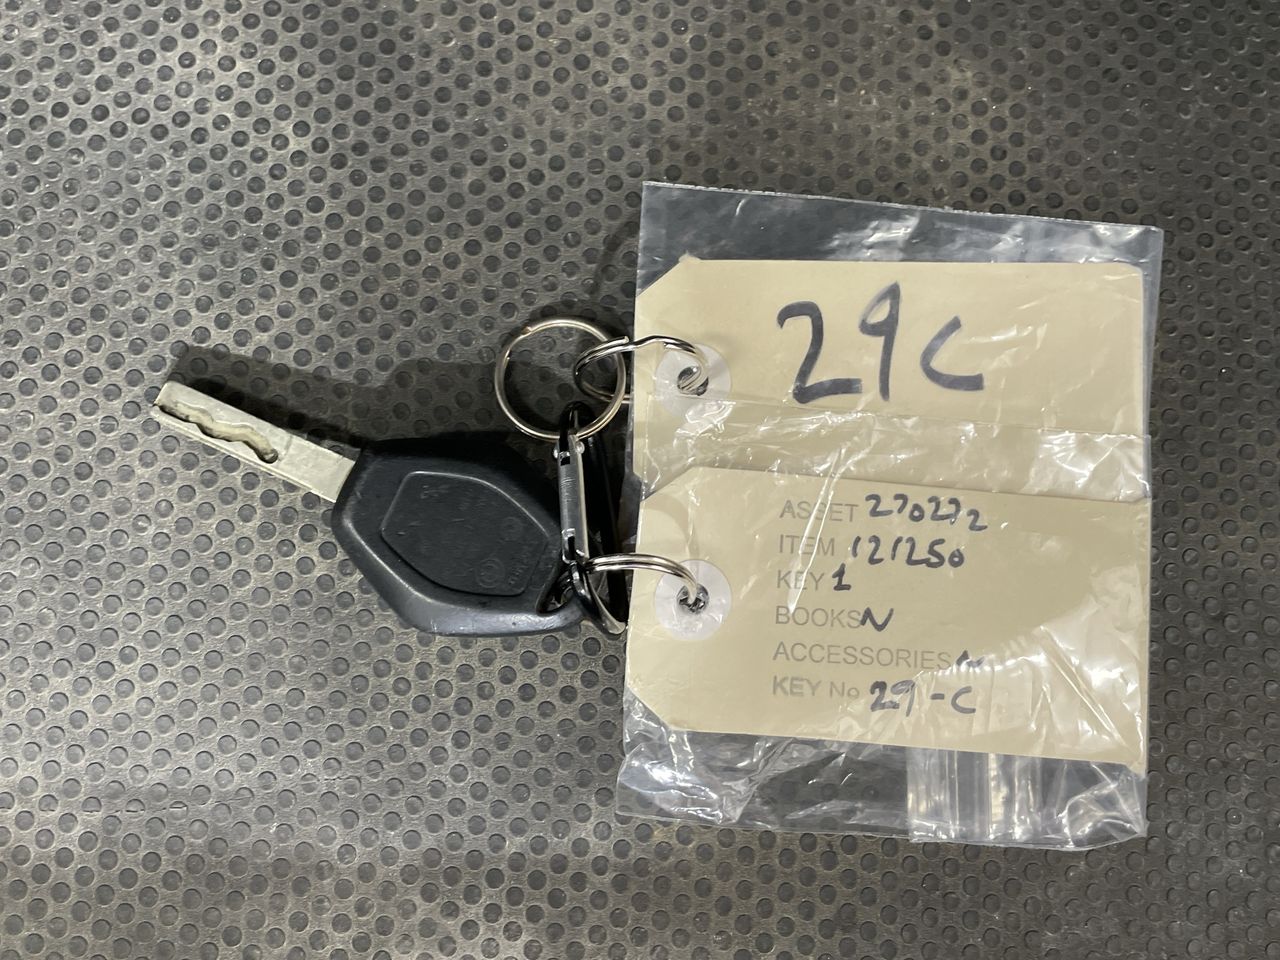 29C
ASSET 270272
ITEM 121250
KEY 1
BOOKS N
ACCESSORIES N
KEY No 29-C